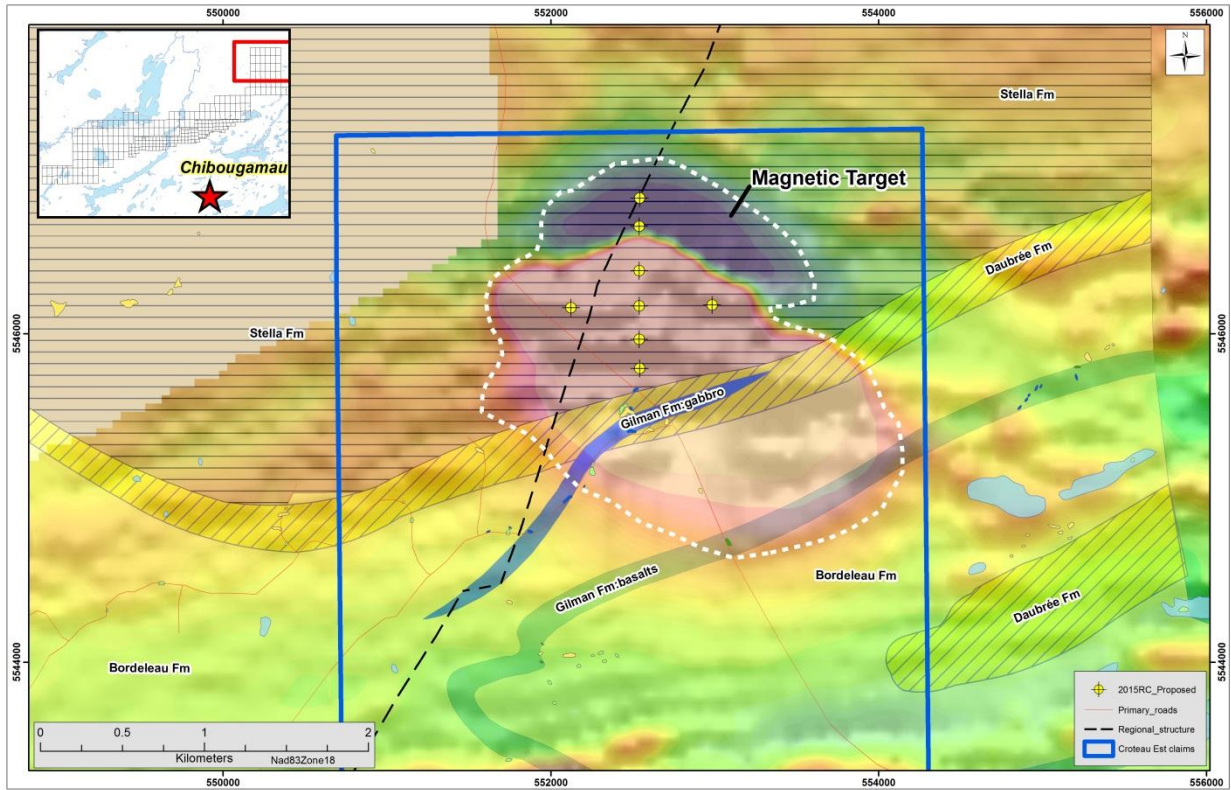 550000
552000
554000
556000
N
Chibougamau
Stella Fm
Magnetic Target
Daubrée Fm
5546000
Stella Fm
5546000
Gilman Fm:gabbro
Gilman Fm:basalts
Bordeleau Fm
Daubrée Fm
Bordeleau Fm
5544000
5544000
2015RC_Proposed
Primary_roads
Regional_structure
Croteau Est claims
0 0.5 1 2
Kilometers
Nad83Zone18
550000
552000
554000
556000